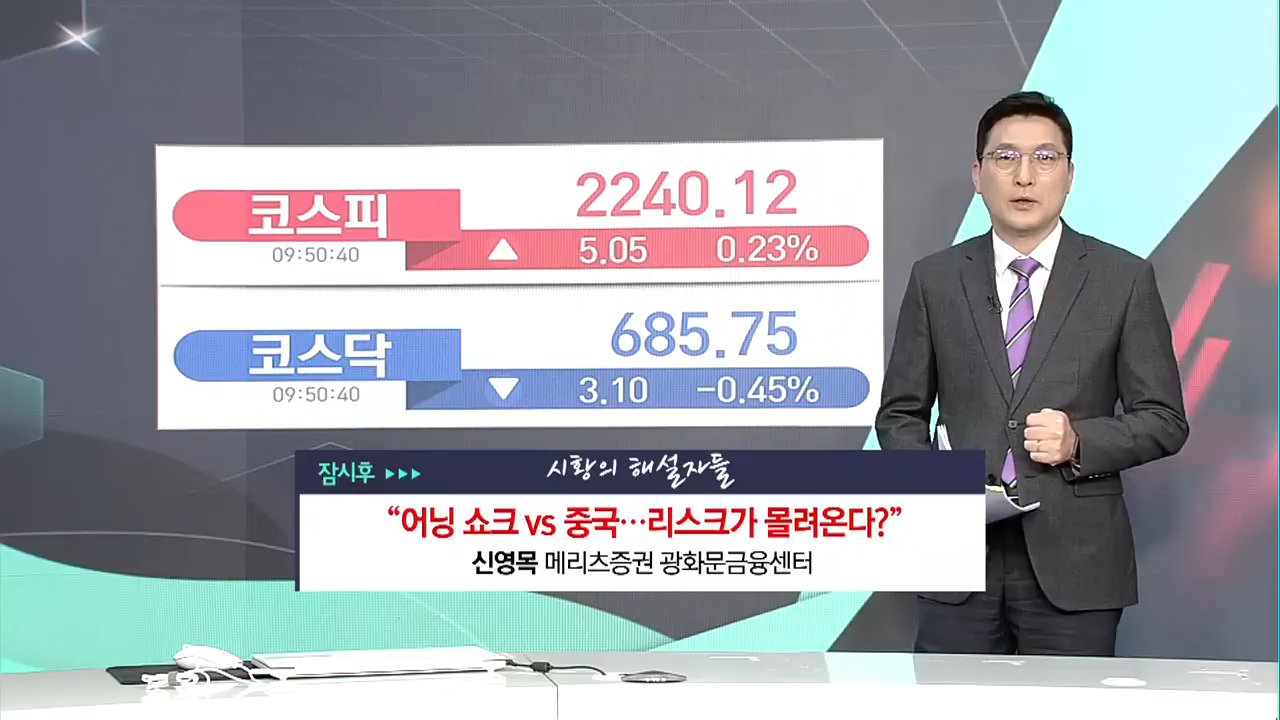 코스피
2240.12
09:50:40
▲ 5.05 0.23%
코스닥
685.75
09:50:40
▼ 3.10 -0.45%
잠시후 ▶▶▶ 시황의 해설자들
“어닝 쇼크 vs 중국…리스크가 몰려온다?”
신영목 메리츠증권 광화문금융센터